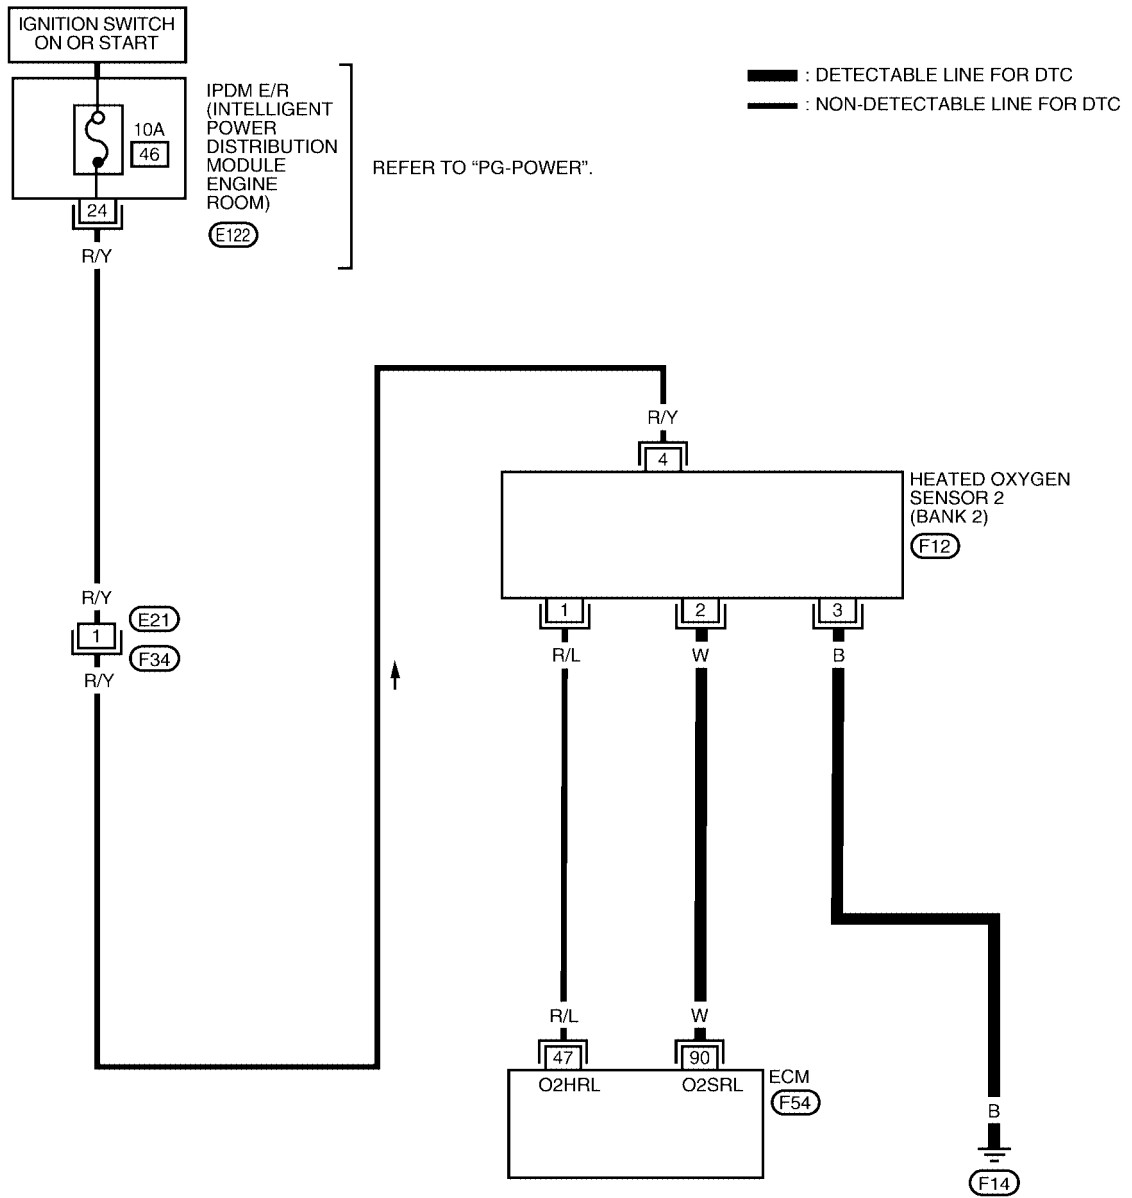 IGNITION SWITCH
ON OR START
IPDM E/R
(INTELLIGENT
POWER
DISTRIBUTION
MODULE
ENGINE
ROOM)
E122
10A
46
24
R/Y
REFER TO “PG-POWER”.
: DETECTABLE LINE FOR DTC
: NON-DETECTABLE LINE FOR DTC
R/Y
4
HEATED OXYGEN
SENSOR 2
(BANK 2)
F12
R/Y
1
E21
F34
R/Y
1
2
3
R/L
W
B
R/L
W
47
90
O2HRL
O2SRL
ECM
F54
B
F14